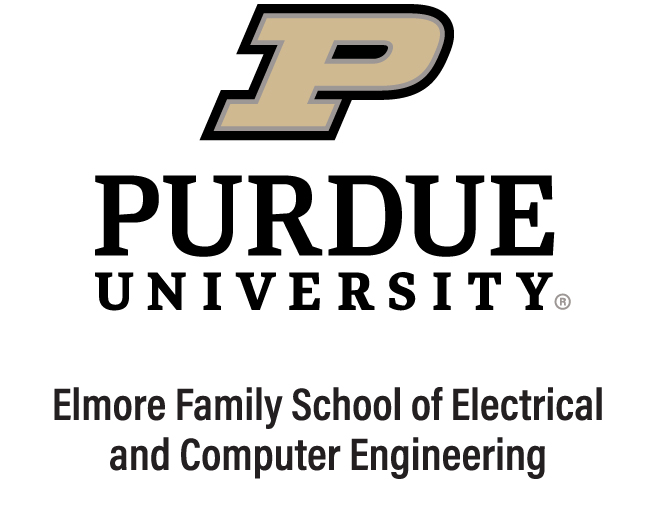 P
PURDUE
UNIVERSITY®
Elmore Family School of Electrical
and Computer Engineering